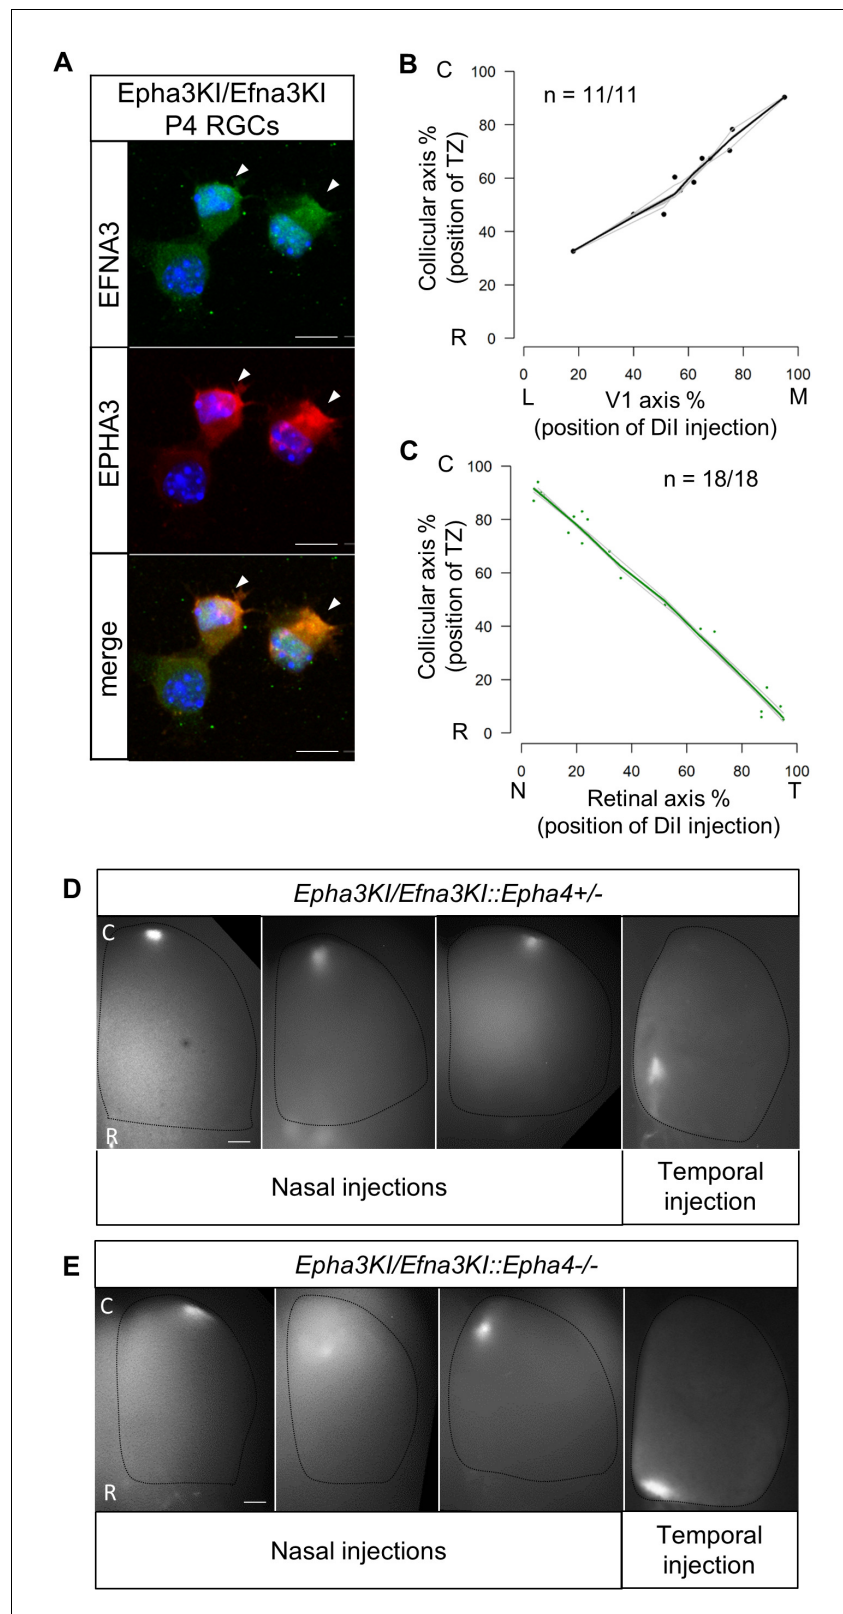 A
Epha3KI/Efna3KI
P4 RGCs
EFNA3
EPHA3
merge
B
C
100
80
60
40
20
0
R
n = 11/11
Collicular axis %
(position of TZ)
0 20 40 60 80 100
L
M
V1 axis %
(position of DiI injection)
C
C
100
80
60
40
20
0
R
n = 18/18
Collicular axis %
(position of TZ)
0 20 40 60 80 100
N
T
Retinal axis %
(position of DiI injection)
D
Epha3KI/Efna3KI::Epha4+/-
C
R
Nasal injections
Temporal
injection
E
Epha3KI/Efna3KI::Epha4-/-
C
R
Nasal injections
Temporal
injection